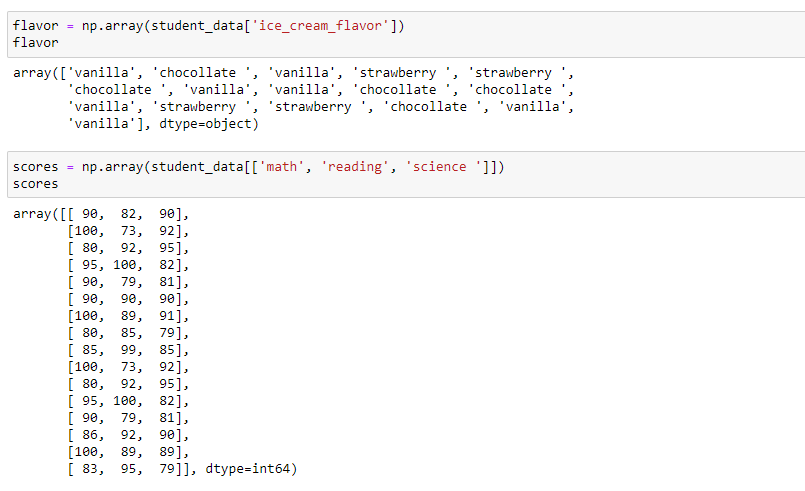 flavor = np.array(student_data['ice_cream_flavor'])
flavor
array(['vanilla', 'chocollate ', 'vanilla', 'strawberry ', 'strawberry ',
       'chocollate ', 'vanilla', 'vanilla', 'chocollate ', 'chocollate ',
       'vanilla', 'strawberry ', 'strawberry ', 'chocollate ', 'vanilla',
       'vanilla'], dtype=object)
scores = np.array(student_data[['math', 'reading', 'science ']])
scores
array([[ 90,  82,  90],
       [100,  73,  92],
       [ 80,  92,  95],
       [ 95, 100,  82],
       [ 90,  79,  81],
       [ 90,  90,  90],
       [100,  89,  91],
       [ 80,  85,  79],
       [ 85,  99,  85],
       [100,  73,  92],
       [ 80,  92,  95],
       [ 95, 100,  82],
       [ 90,  79,  81],
       [ 86,  92,  90],
       [100,  89,  89],
       [ 83,  95,  79]], dtype=int64)